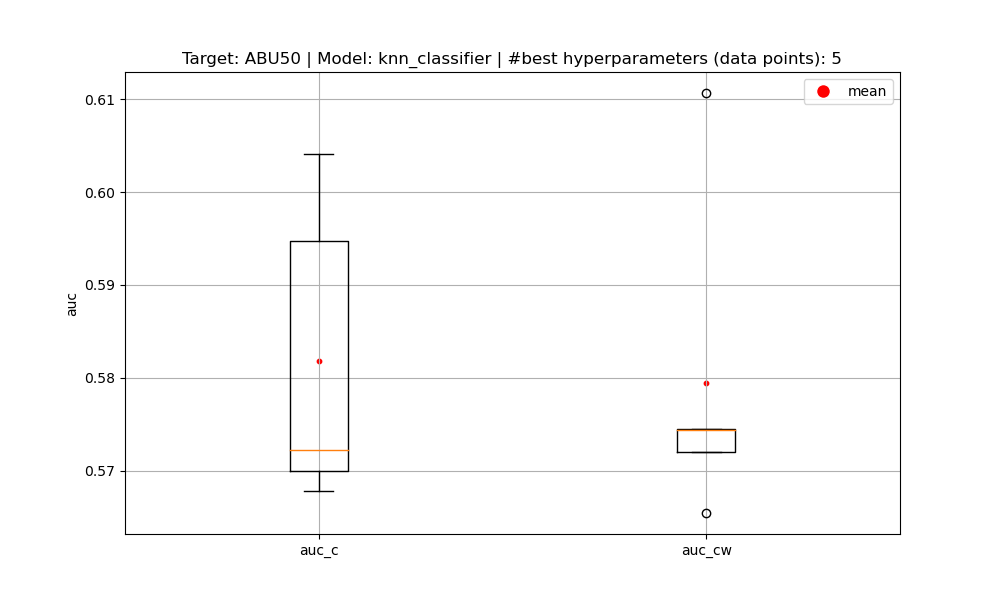 Target: ABU50 | Model: knn_classifier | #best hyperparameters (data points): 5
mean
0.61
0.60
0.59
0.58
0.57
auc
auc_c
auc_cw